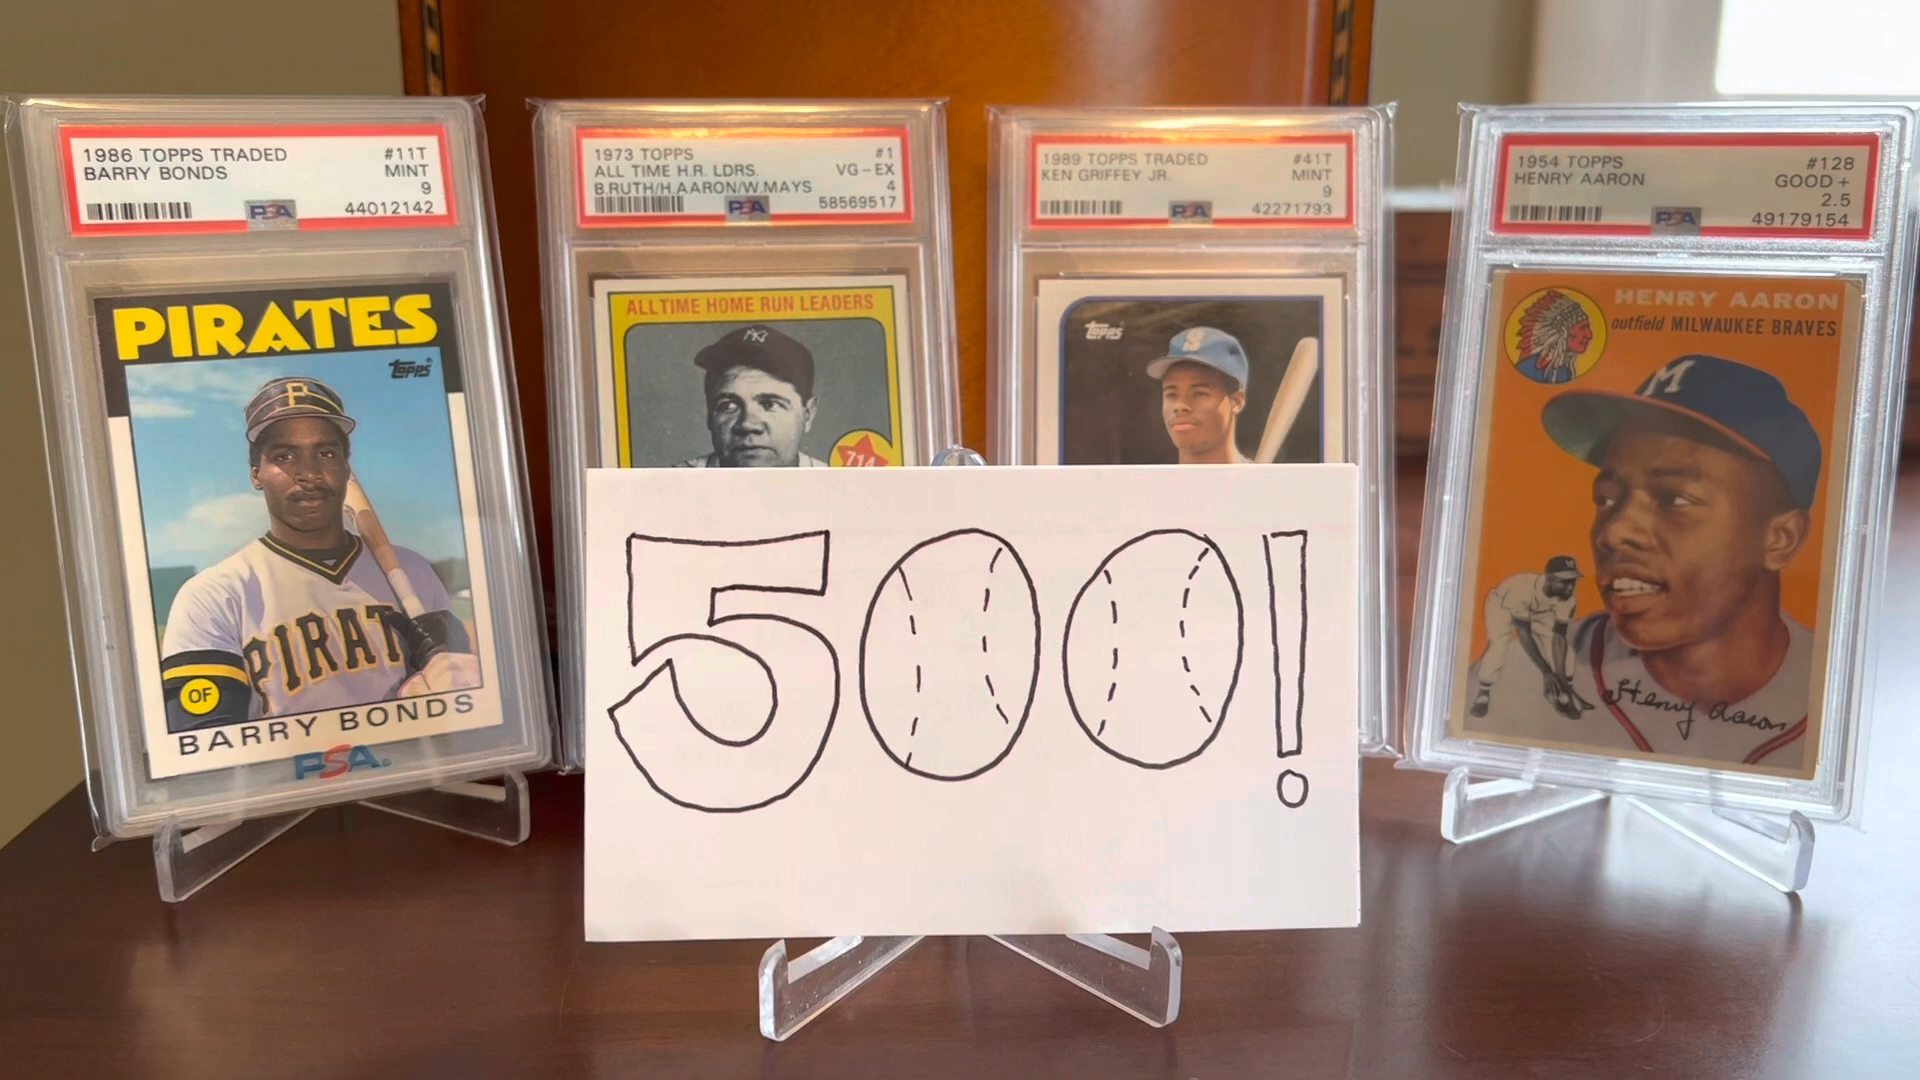 1986 TOPPS TRADED #11T
BARRY BONDS MINT
9
PSA 44012142
PIRATES
Topps
P
PIRAT
OF
BARRY BONDS
PSA
1973 TOPPS #1
ALL TIME H.R. LDRS. VG-EX
B.RUTH/H.AARON/W.MAYS 4
PSA 58569517
ALL TIME HOME RUN LEADERS
NY
714
1989 TOPPS TRADED #41T
KEN GRIFFEY JR. MINT
9
PSA 42271793
Topps
S
1954 TOPPS #128
HENRY AARON GOOD +
2.5
PSA 49179154
HENRY AARON
outfield MILWAUKEE BRAVES
M
M
Henry Aaron
500!